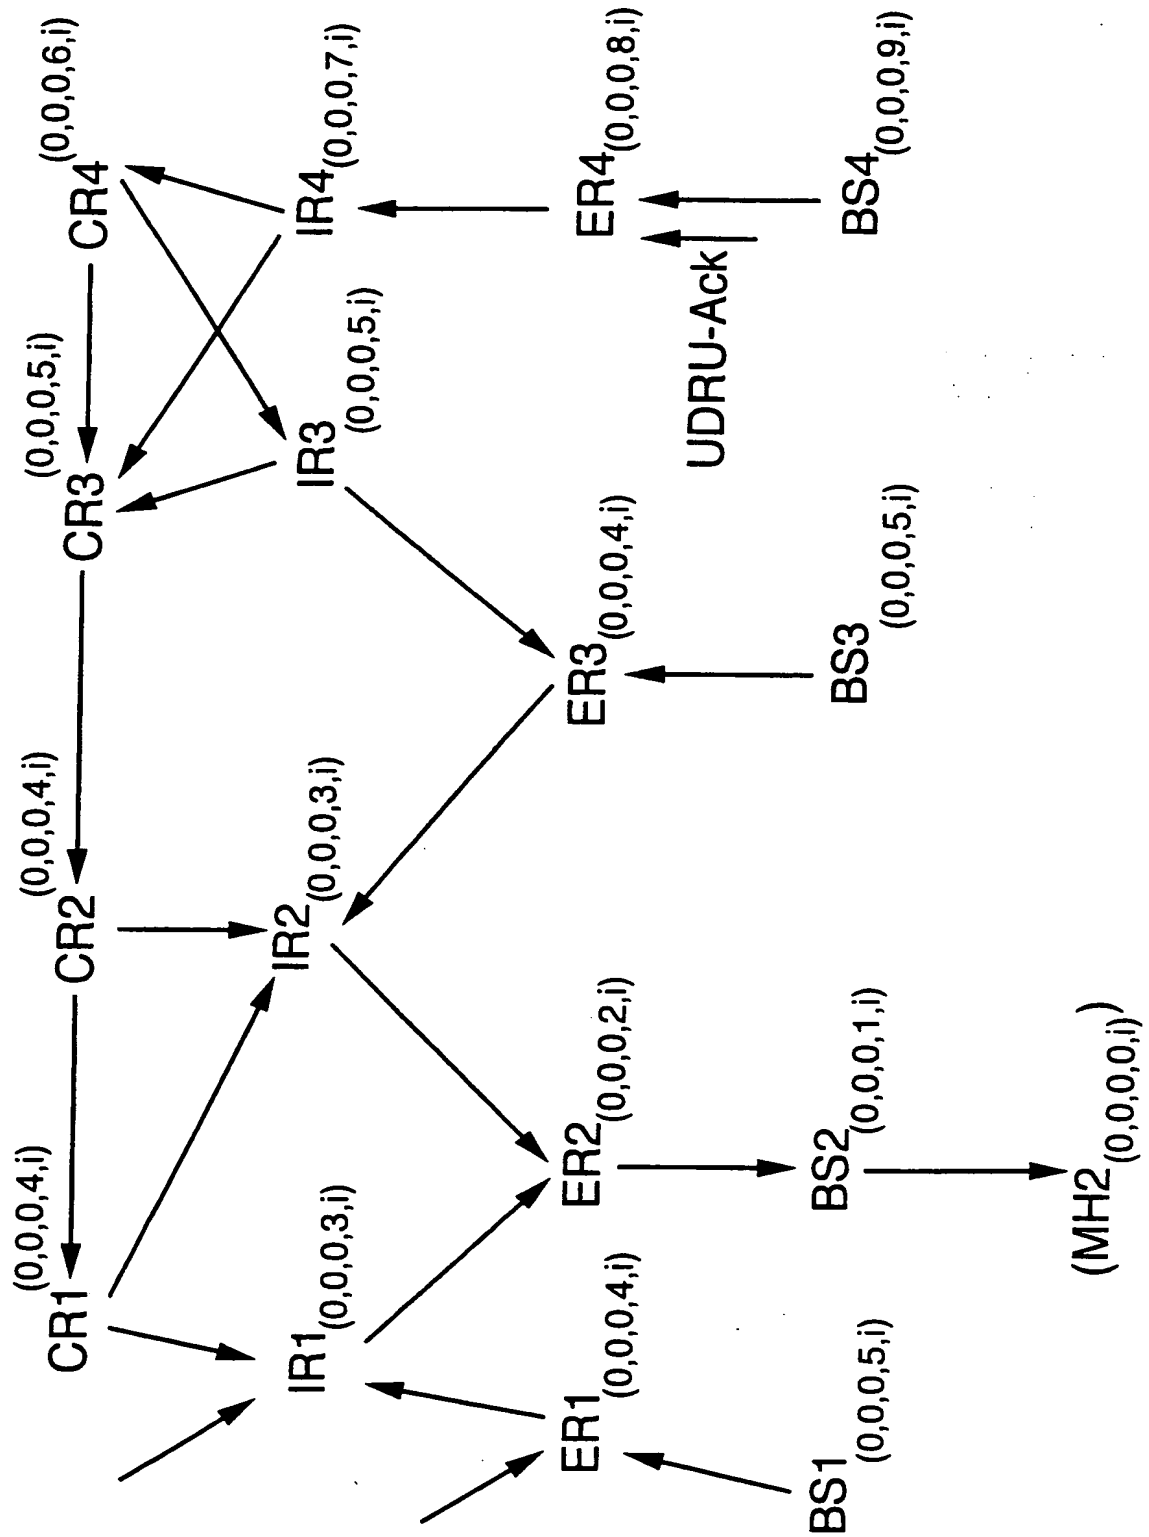 CR1 (0,0,0,4,i)
CR2 (0,0,0,4,i)
CR3 (0,0,0,5,i)
CR4 (0,0,0,6,i)
IR1 (0,0,0,3,i)
IR2 (0,0,0,3,i)
IR3 (0,0,0,5,i)
IR4 (0,0,0,7,i)
ER1 (0,0,0,4,i)
ER2 (0,0,0,2,i)
ER3 (0,0,0,4,i)
ER4 (0,0,0,8,i)
UDRU-Ack
BS1 (0,0,0,5,i)
BS2 (0,0,0,1,i)
BS3 (0,0,0,5,i)
BS4 (0,0,0,9,i)
(MH2 (0,0,0,0,i))